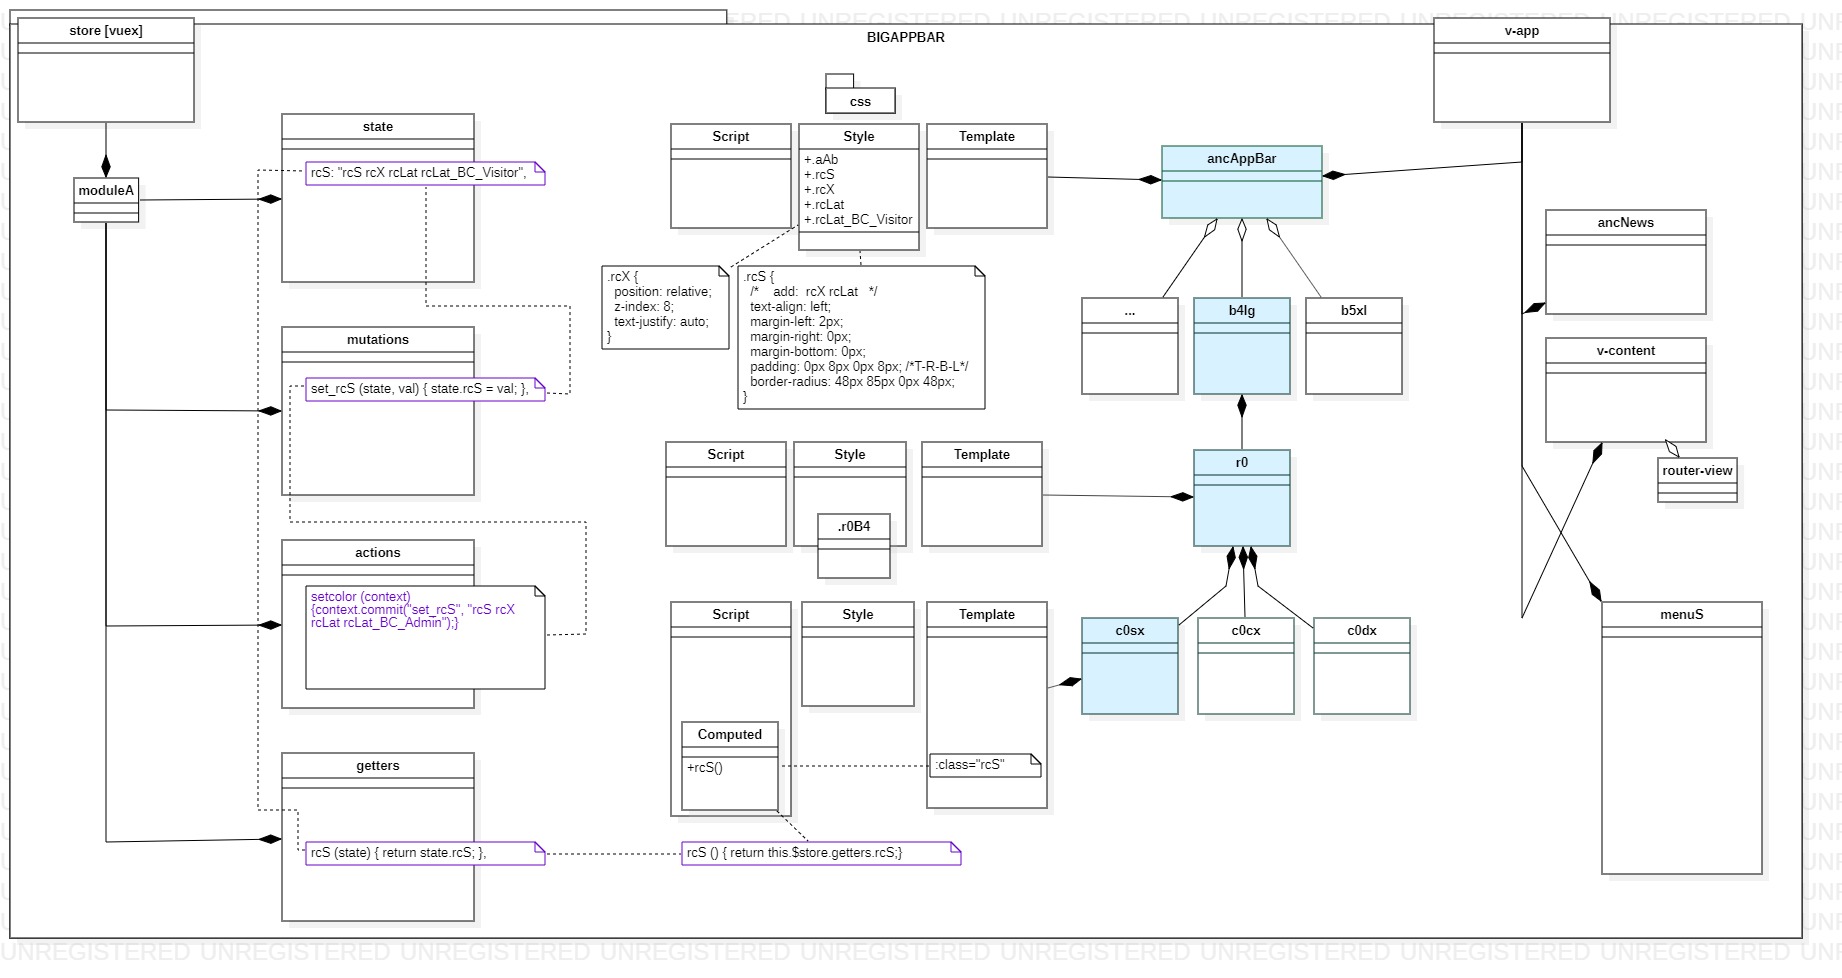 BIGAPPBAR
store [vuex]
moduleA
state
rcS: "rcS rcX rcLat rcLat_BC_Visitor",
mutations
set_rcS (state, val) { state.rcS = val; },
actions
setcolor (context)
{context.commit("set_rcS", "rcS rcX
rcLat rcLat_BC_Admin");}
getters
rcS (state) { return state.rcS; },
css
Script
Style
+.aAb
+.rcS
+.rcX
+.rcLat
+.rcLat_BC_Visitor
Template
.rcX {
position: relative;
z-index: 8;
text-justify: auto;
}
.rcS {
/* add: rcX rcLat */
text-align: left;
margin-left: 2px;
margin-right: 0px;
margin-bottom: 0px;
padding: 0px 8px 0px 8px; /*T-R-B-L*/
border-radius: 48px 85px 0px 48px;
}
Script
Style
.r0B4
Template
Script
Computed
+rcS()
Style
Template
:class="rcS"
rcS () { return this.$store.getters.rcS;}
ancAppBar
...
b4lg
b5xl
r0
c0sx
c0cx
c0dx
v-app
ancNews
v-content
router-view
menuS
UNREGISTERED UNREGISTERED UNREGISTERED UNREGISTERED UNREGISTERED UNREGISTERED UNREGISTERED UNREGISTERED UNREGISTERED